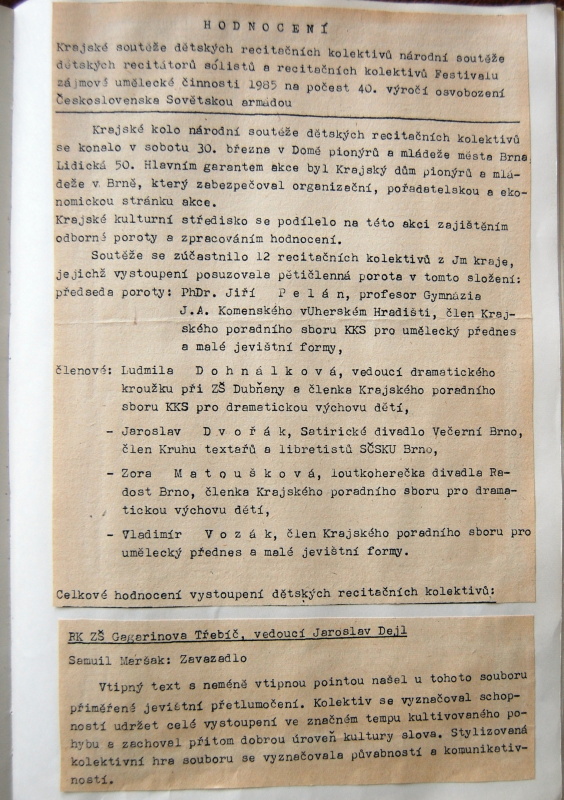 H O D N O C E N Í
Krajské soutěže dětských recitačních kolektivů národní soutěže
dětských recitátorů sólistů a recitačních kolektivů Festivalu
zájmově umělecké činnosti 1985 na počest 40. výročí osvobození
Československa Sovětskou armádou
Krajské kolo národní soutěže dětských recitačních kolektivů
se konalo v sobotu 30. března v Domě pionýrů a mládeže města Brna
Lidická 50. Hlavním garantem akce byl Krajský dům pionýrů a mlá-
deže v Brně, který zabezpečoval organizační, pořadatelskou a eko-
nomickou stránku akce.
Krajské kulturní středisko se podílelo na této akci zajištěním
odborné poroty a zpracováním hodnocení.
Soutěže se zúčastnilo 12 recitačních kolektivů z Jm kraje,
jejichž vystoupení posuzovala pětičlenná porota v tomto složení:
předseda poroty: PhDr. Jiří P e l á n, profesor Gymnázia
J.A. Komenského vUherském Hradišti, člen Kraj-
ského poradního sboru KKS pro umělecký přednes
a malé jevištní formy,
členové: Ludmila D o h n á l k o v á, vedoucí dramatického
kroužku při ZŠ Dubňany a členka Krajského poradního
sboru KKS pro dramatickou výchovu dětí,
- Jaroslav D v o ř á k, Satirické divadlo Večerní Brno,
člen Kruhu textařů a libretistů SČSKU Brno,
- Zora M a t o u š k o v á, loutkoherečka divadla Ra-
dost Brno, členka Krajského poradního sboru pro drama-
tickou výchovu dětí,
- Vladimír V o z á k, člen Krajského poradního sboru pro
umělecký přednes a malé jevištní formy.
Celkové hodnocení vystoupení dětských recitačních kolektivů:
RK ZŠ Gagarinova Třebíč, vedoucí Jaroslav Dejl
Samuil Meršak: Zavazadlo
Vtipný text s neméně vtipnou pointou našel u tohoto souboru
přiměřené jevištní přetlumočení. Kolektiv se vyznačoval schop-
ností udržet celé vystoupení ve značném tempu kultivovaného po-
hybu a zachoval přitom dobrou úroveň kultury slova. Stylizovaná
kolektivní hra souboru se vyznačovala půvabností a komunikativ-
ností.